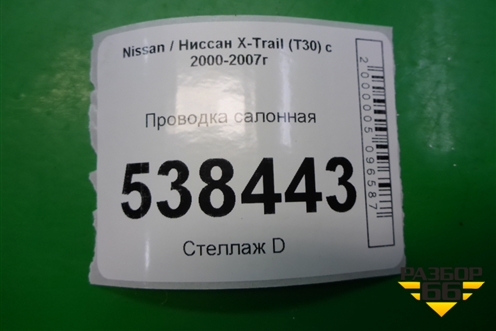 Nissan / Ниссан X-Trail (T30) с
2000-2007г
Проводка салонная
538443
Стеллаж D
2000005096587
РАЗБОР
66